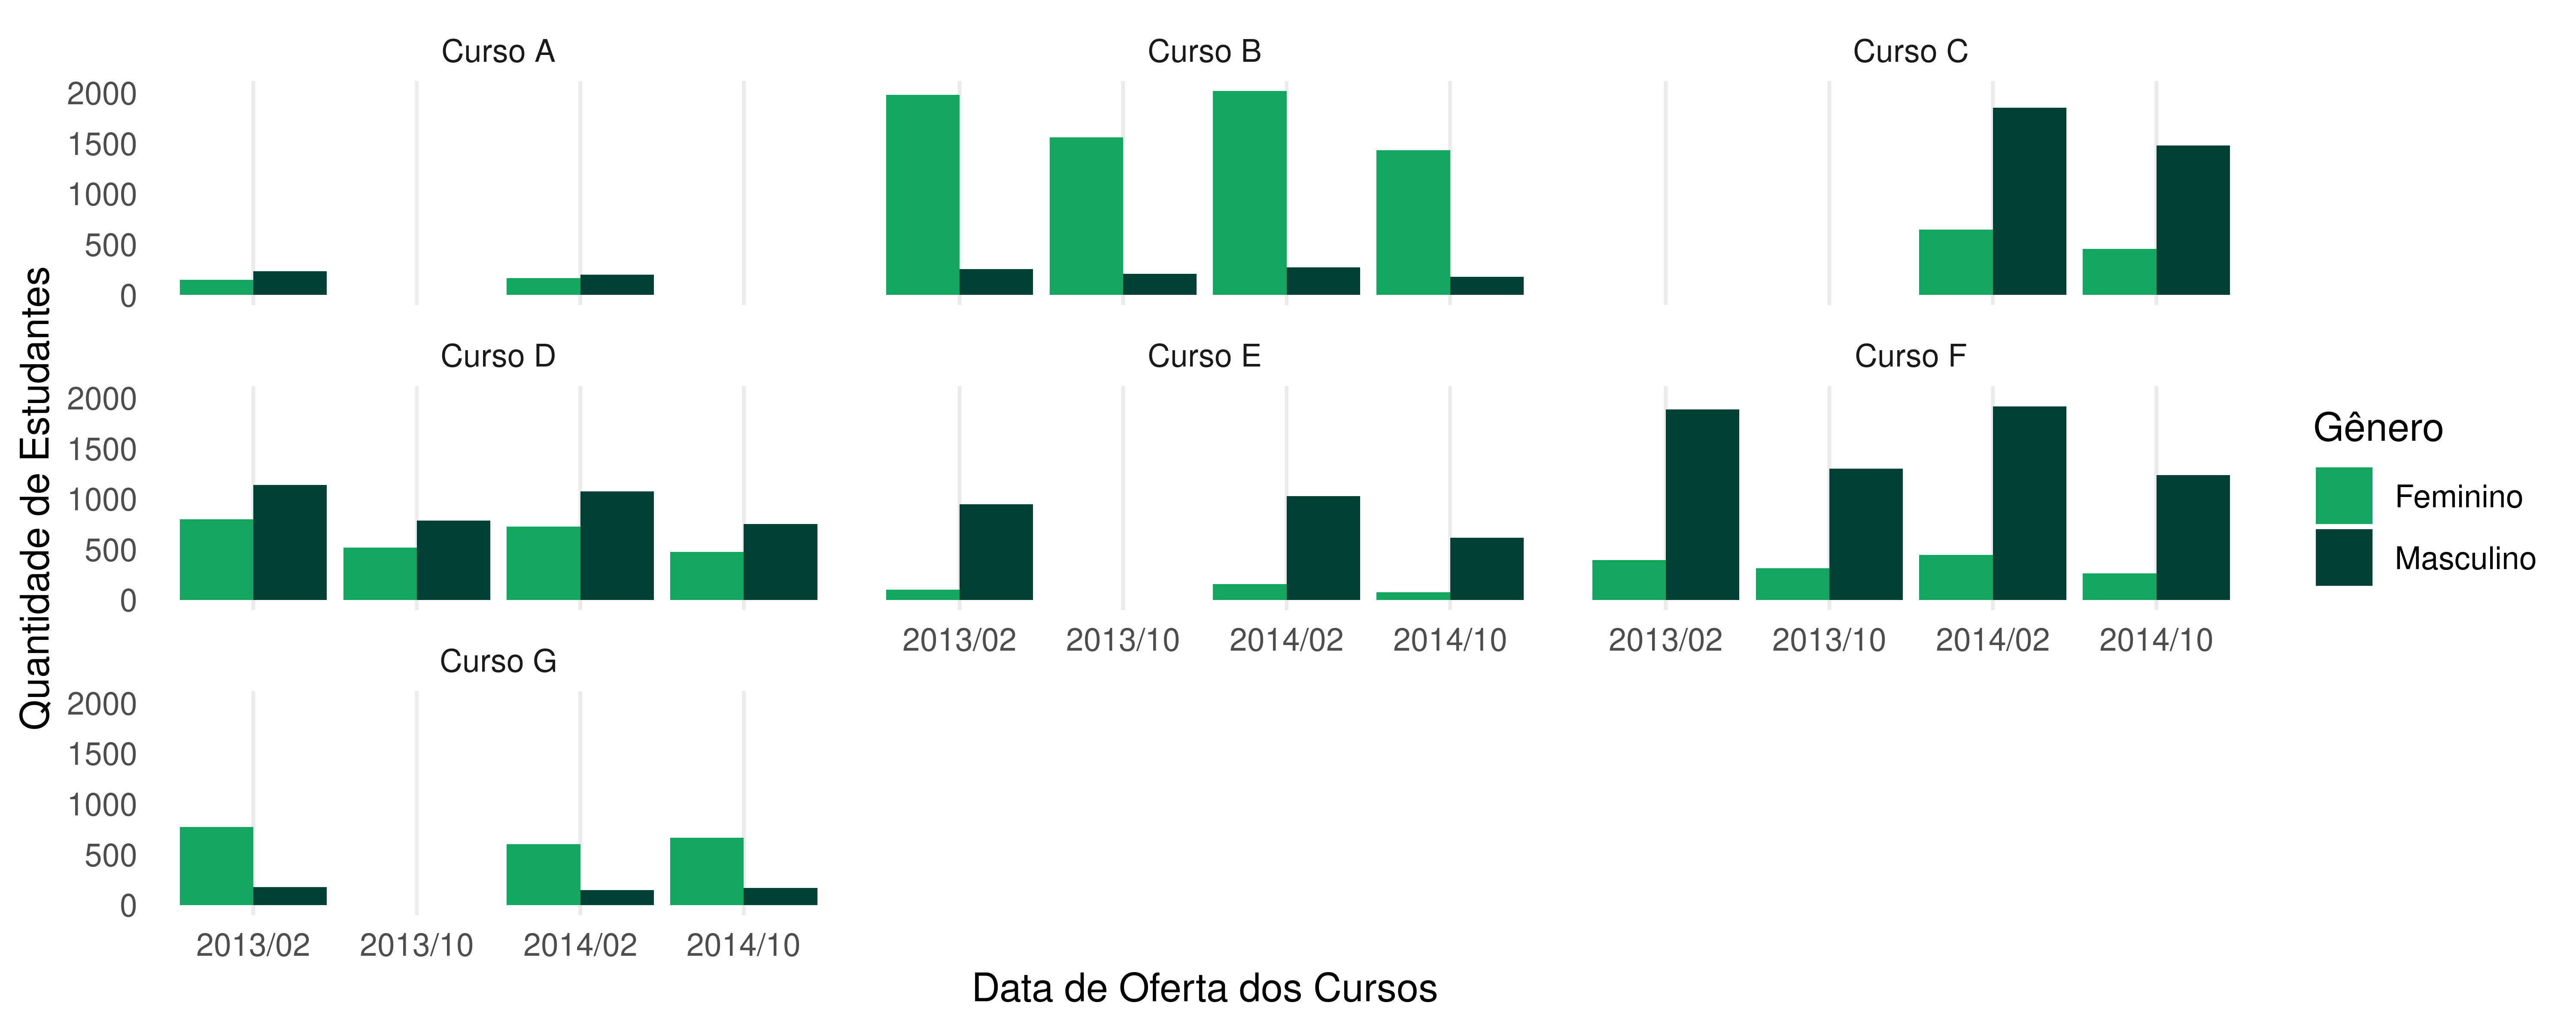 Curso A
Curso B
Curso C
2000
1500
1000
500
0
Curso D
Curso E
Curso F
2000
1500
1000
500
0
2013/02 2013/10 2014/02 2014/10
2013/02 2013/10 2014/02 2014/10
Curso G
2000
1500
1000
500
0
2013/02 2013/10 2014/02 2014/10
Quantidade de Estudantes
Data de Oferta dos Cursos
Gênero
Feminino
Masculino